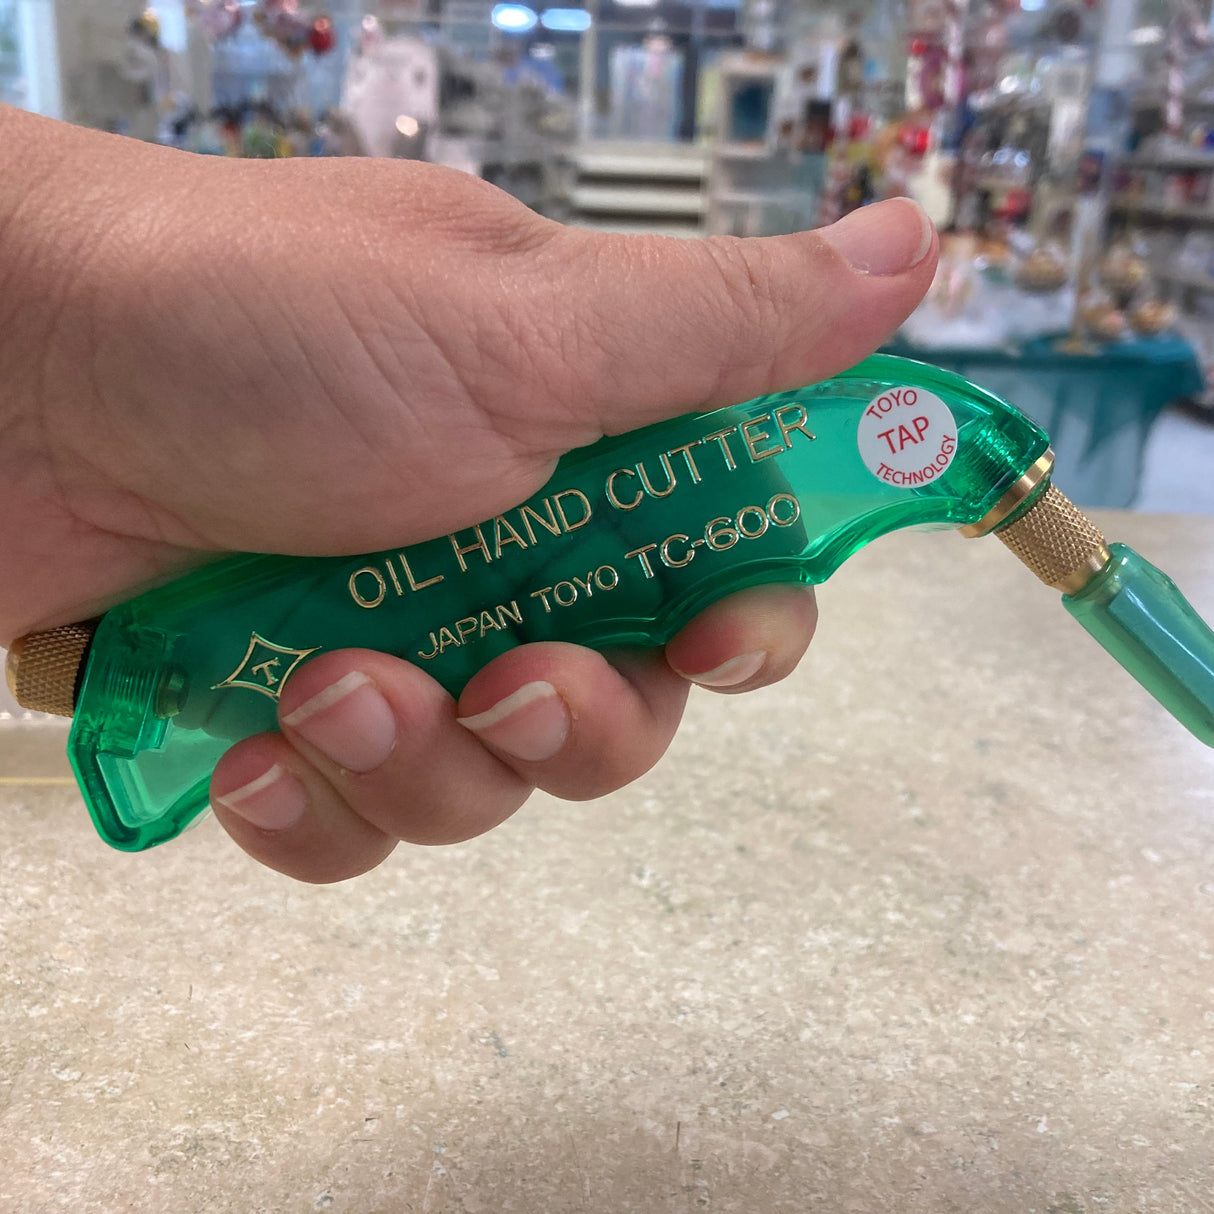 OIL HAND CUTTER
JAPAN TOYO TC-600
T
TOYO
TAP
TECHNOLOGY